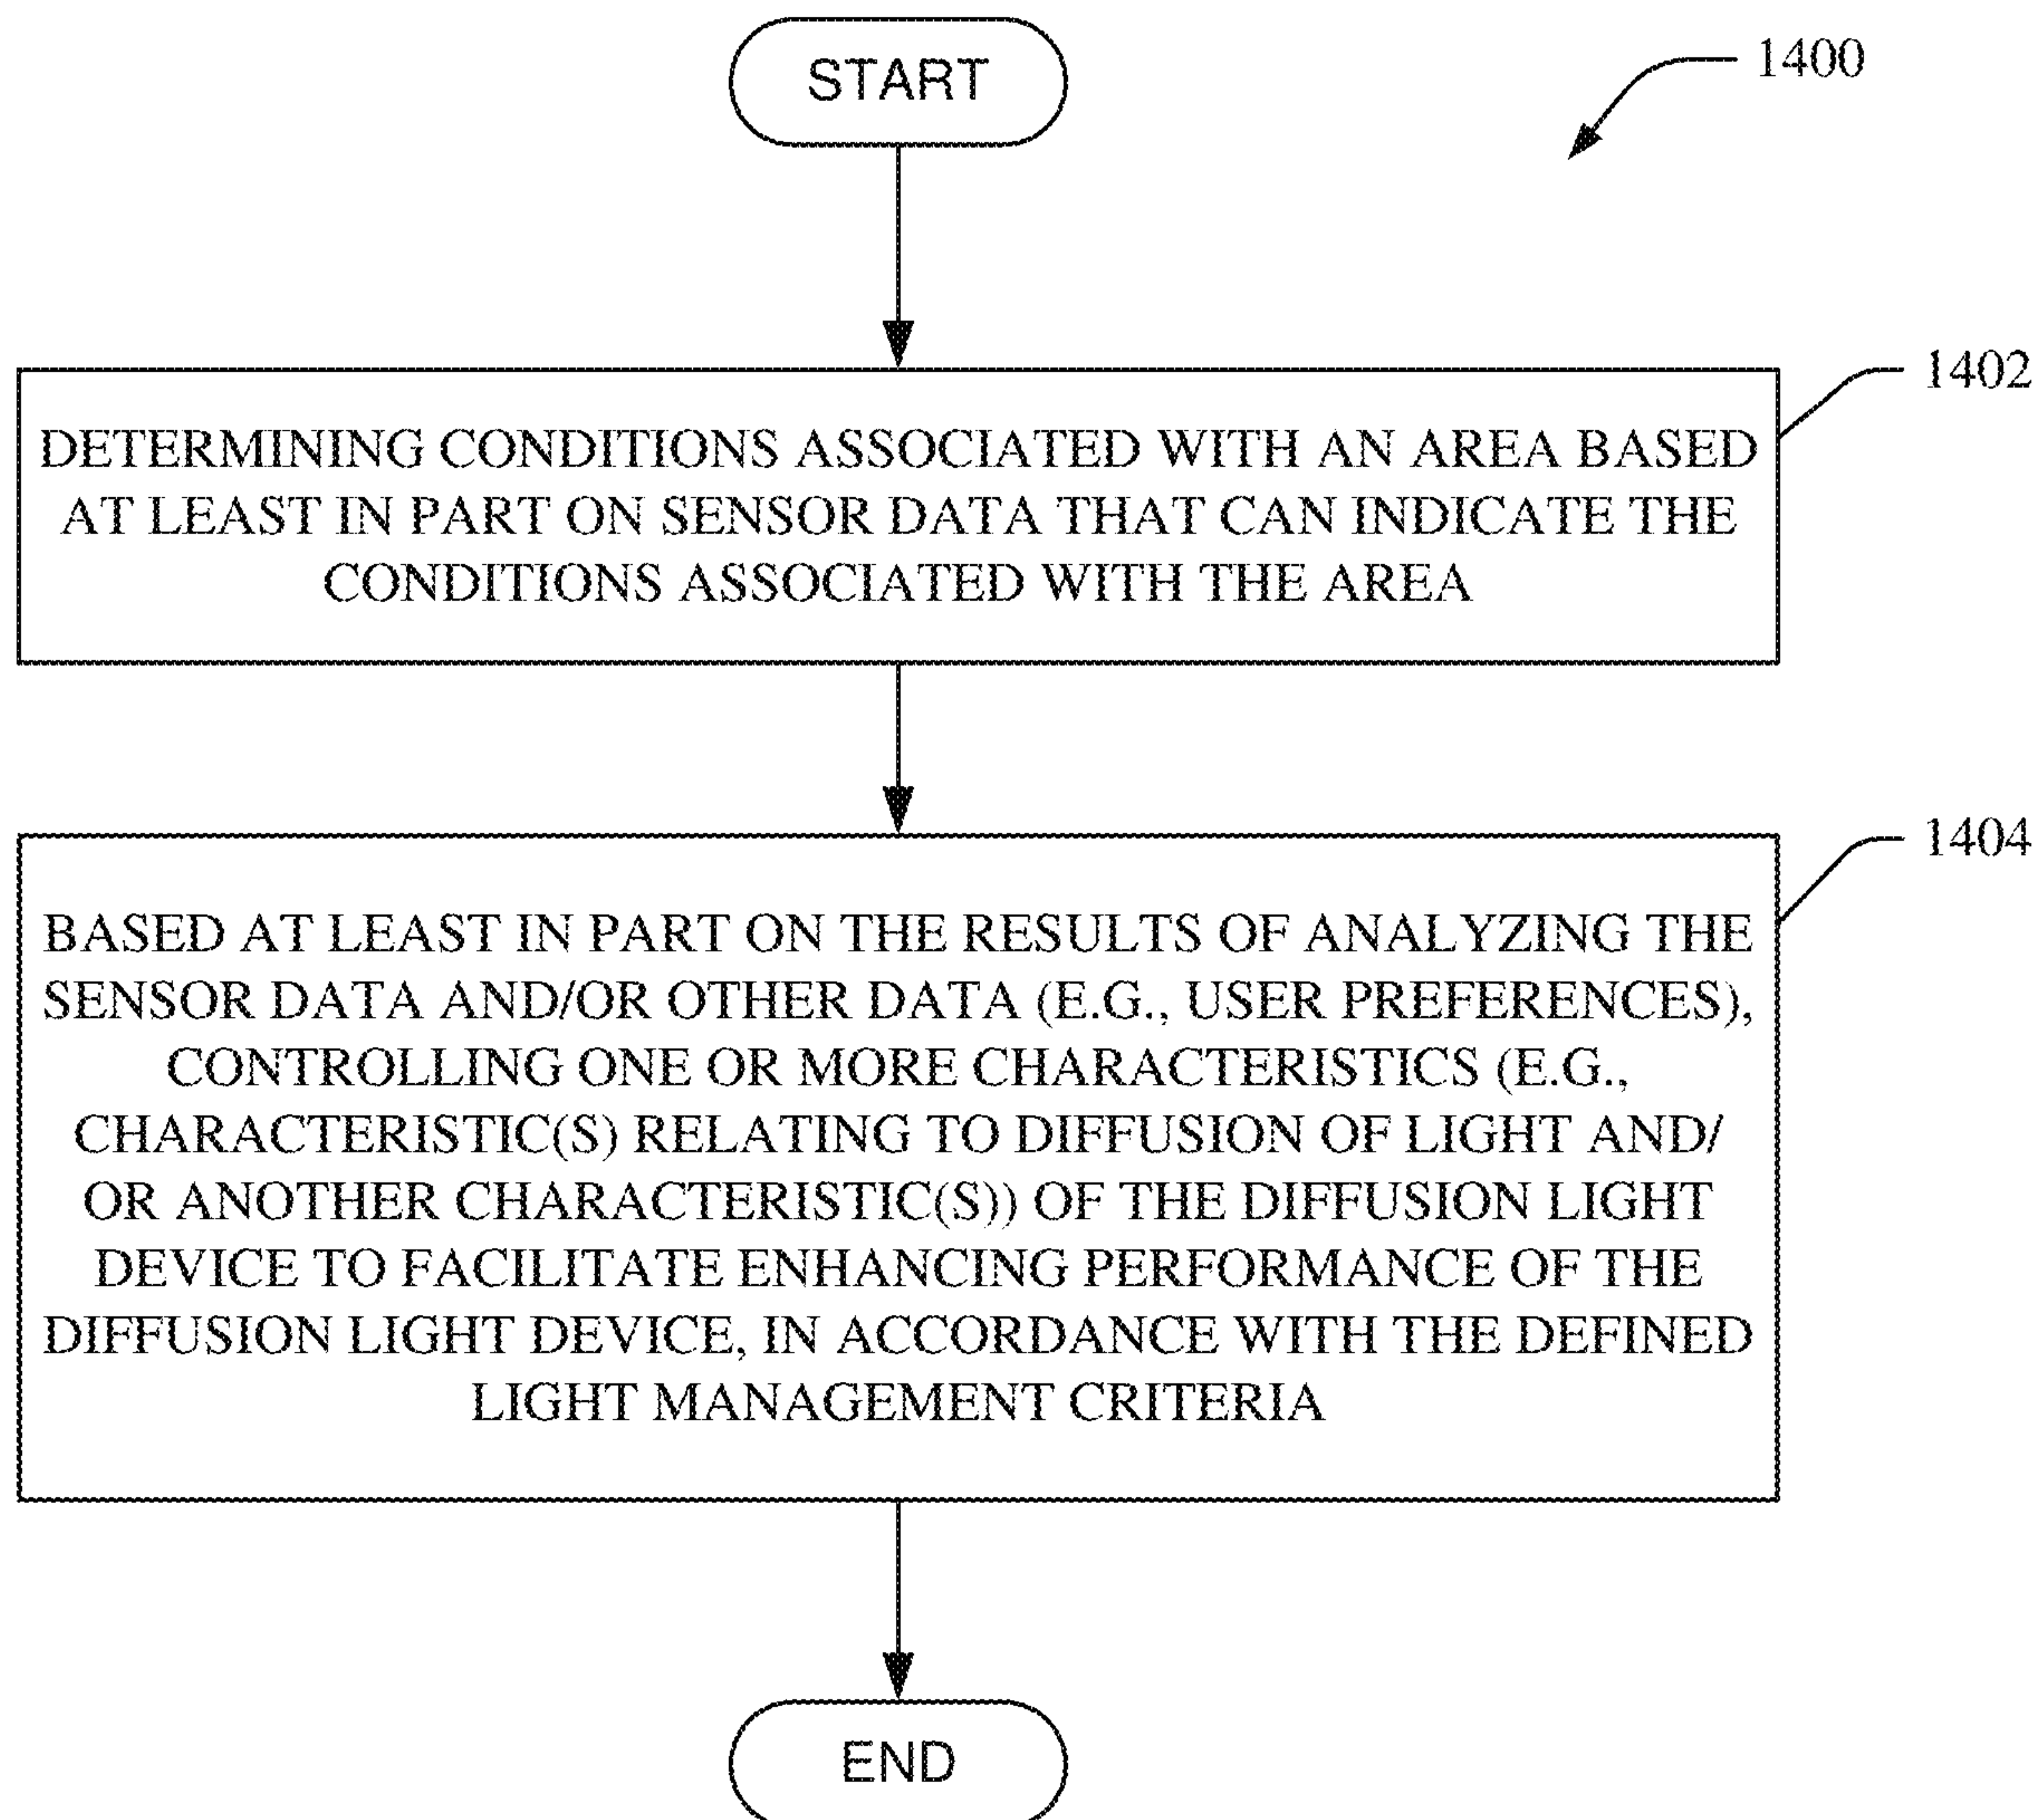 START
1400
1402
DETERMINING CONDITIONS ASSOCIATED WITH AN AREA BASED
AT LEAST IN PART ON SENSOR DATA THAT CAN INDICATE THE
CONDITIONS ASSOCIATED WITH THE AREA
1404
BASED AT LEAST IN PART ON THE RESULTS OF ANALYZING THE
SENSOR DATA AND/OR OTHER DATA (E.G., USER PREFERENCES),
CONTROLLING ONE OR MORE CHARACTERISTICS (E.G.,
CHARACTERISTIC(S) RELATING TO DIFFUSION OF LIGHT AND/
OR ANOTHER CHARACTERISTIC(S)) OF THE DIFFUSION LIGHT
DEVICE TO FACILITATE ENHANCING PERFORMANCE OF THE
DIFFUSION LIGHT DEVICE, IN ACCORDANCE WITH THE DEFINED
LIGHT MANAGEMENT CRITERIA
END